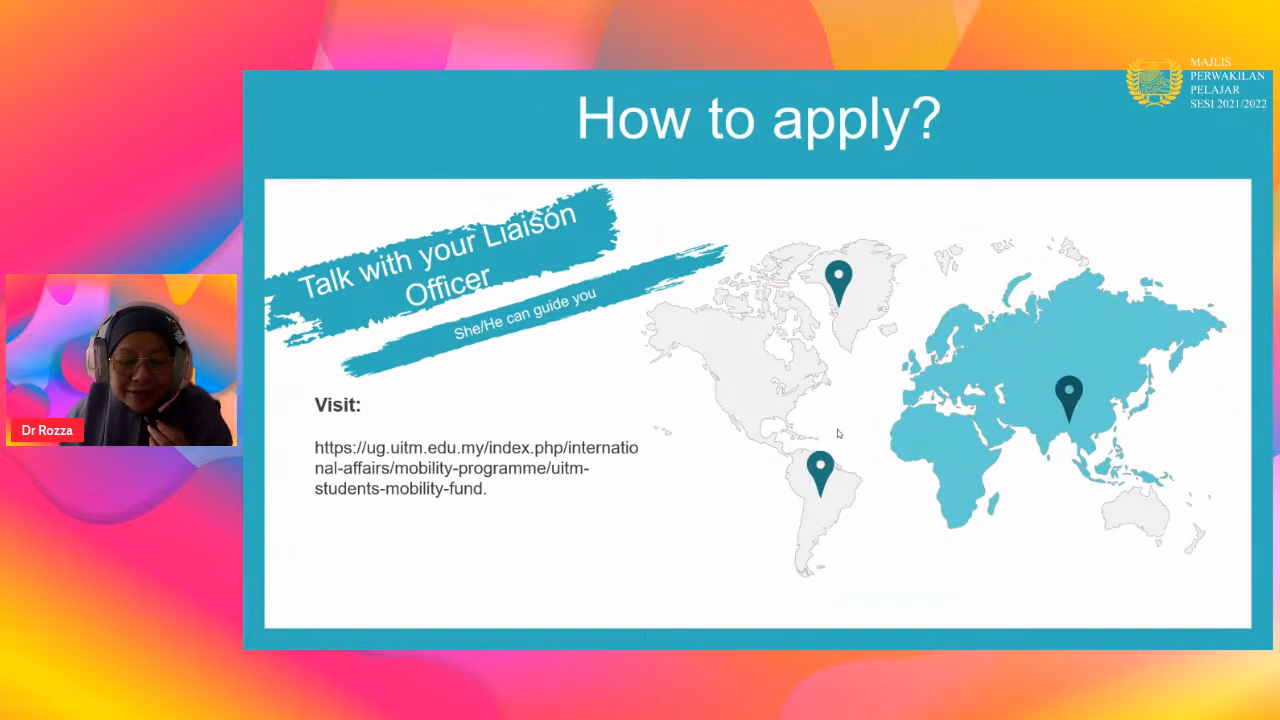 MAJLIS
PERWAKILAN
PELAJAR
SESI 2021/2022
How to apply?
Talk with your Liaison
Officer
She/He can guide you
Visit:
https://ug.uitm.edu.my/index.php/internatio
nal-affairs/mobility-programme/uitm-
students-mobility-fund.
Dr Rozza